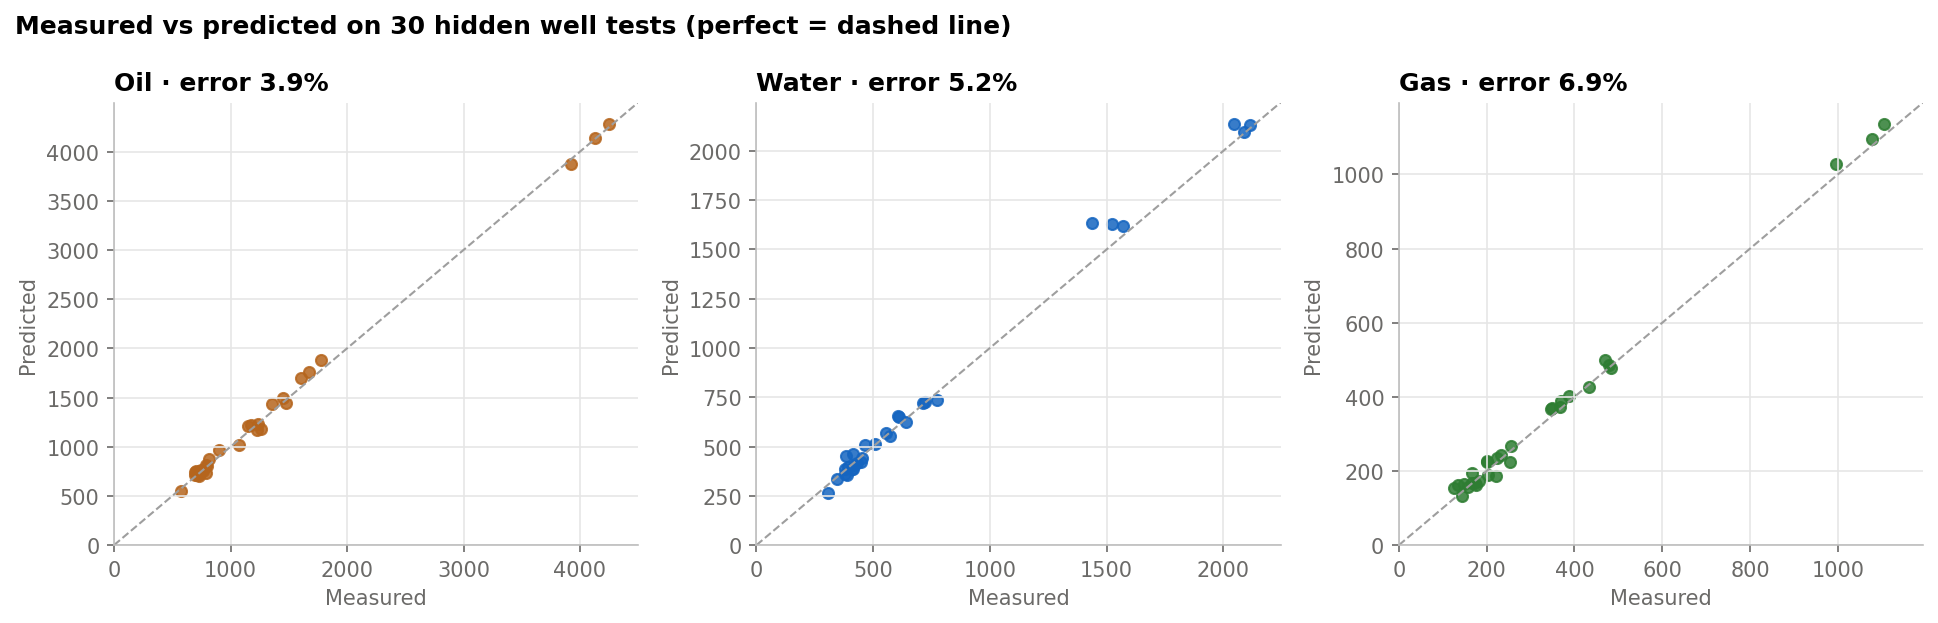 Measured vs predicted on 30 hidden well tests (perfect = dashed line)
Oil · error 3.9%
Predicted
4000
3500
3000
2500
2000
1500
1000
500
0
0 1000 2000 3000 4000
Measured
Water · error 5.2%
Predicted
2000
1750
1500
1250
1000
750
500
250
0
0 500 1000 1500 2000
Measured
Gas · error 6.9%
Predicted
1000
800
600
400
200
0
0 200 400 600 800 1000
Measured